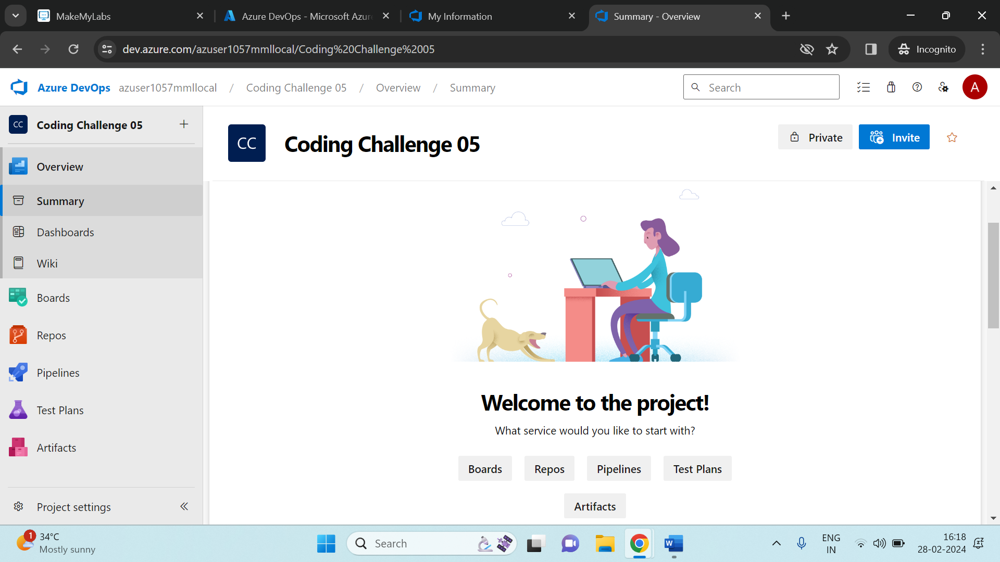 MakeMyLabs
Azure DevOps - Microsoft Azur
My Information
Summary - Overview
dev.azure.com/azuser1057mmllocal/Coding%20Challenge%2005
Incognito
Azure DevOps azuser1057mmllocal / Coding Challenge 05 / Overview / Summary
Search
A
CC Coding Challenge 05
Overview
Summary
Dashboards
Wiki
Boards
Repos
Pipelines
Test Plans
Artifacts
Project settings
CC Coding Challenge 05
Private
Invite
Welcome to the project!
What service would you like to start with?
Boards Repos Pipelines Test Plans
Artifacts
1
34°C
Mostly sunny
Search
W
ENG
IN
16:18
28-02-2024